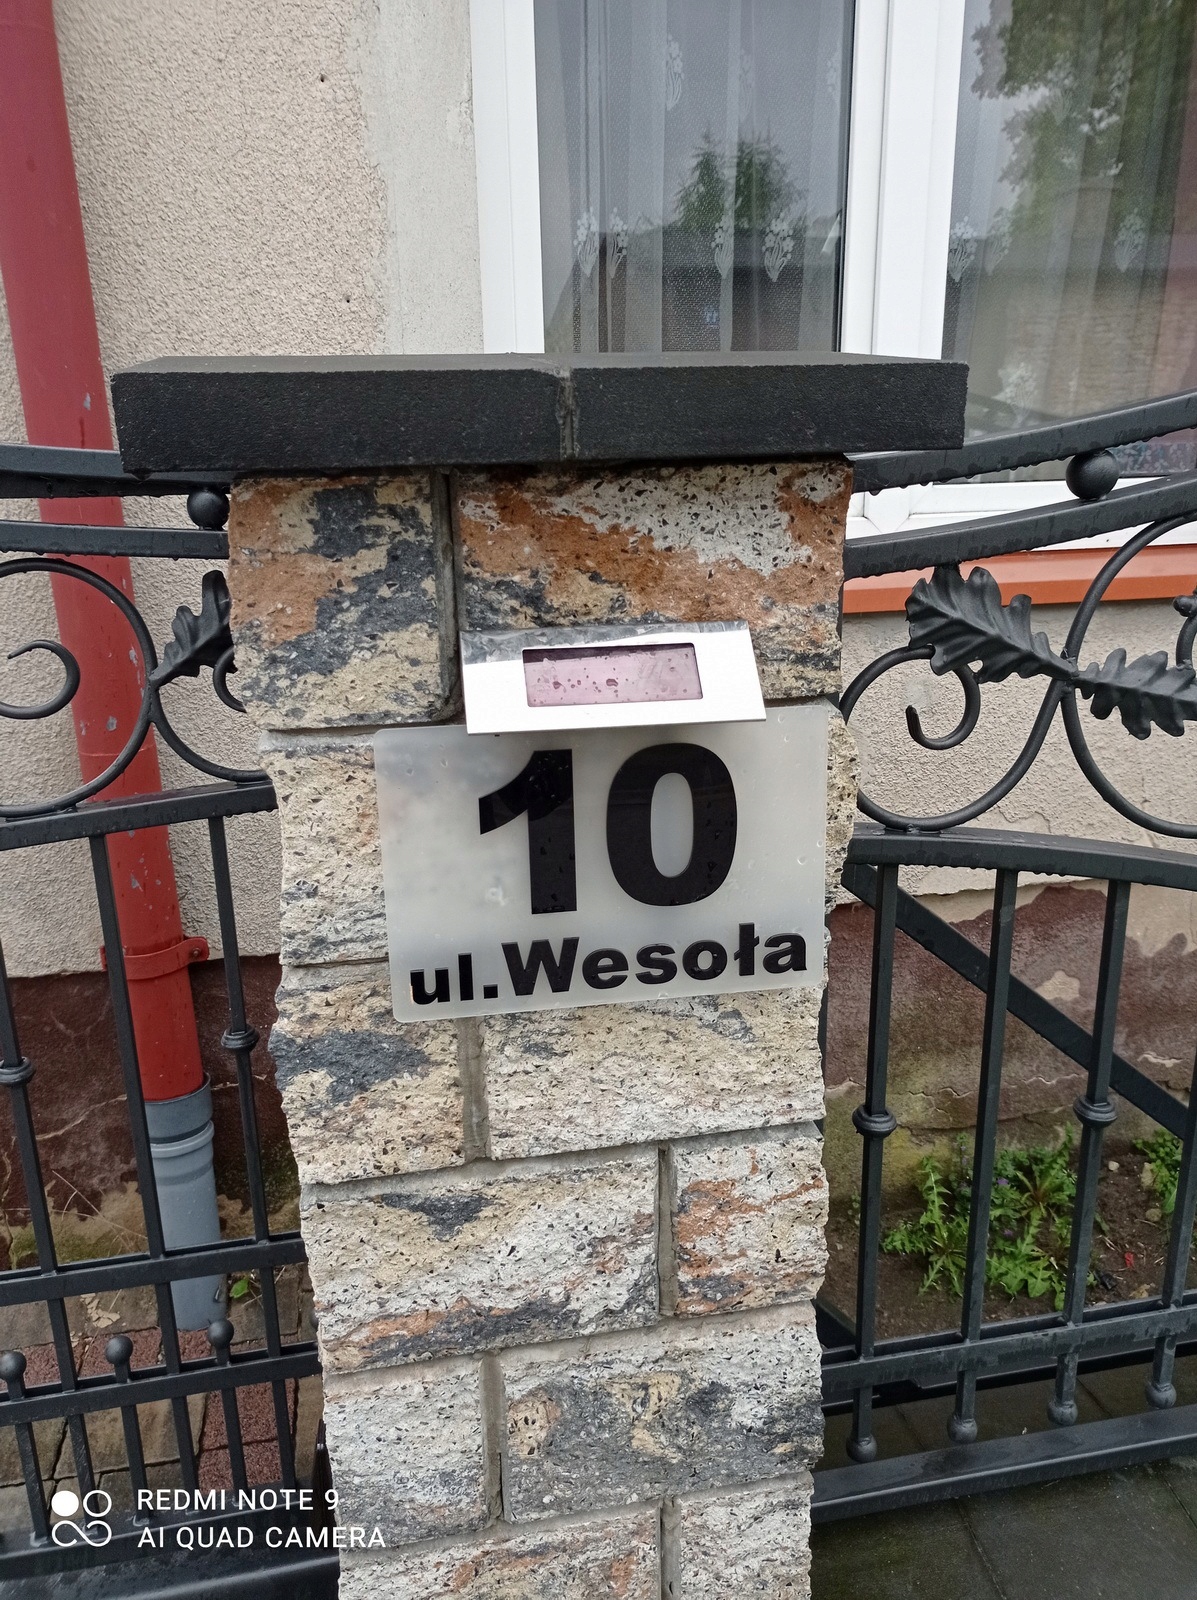 10
ul.Wesoła
REDMI NOTE 9
AI QUAD CAMERA